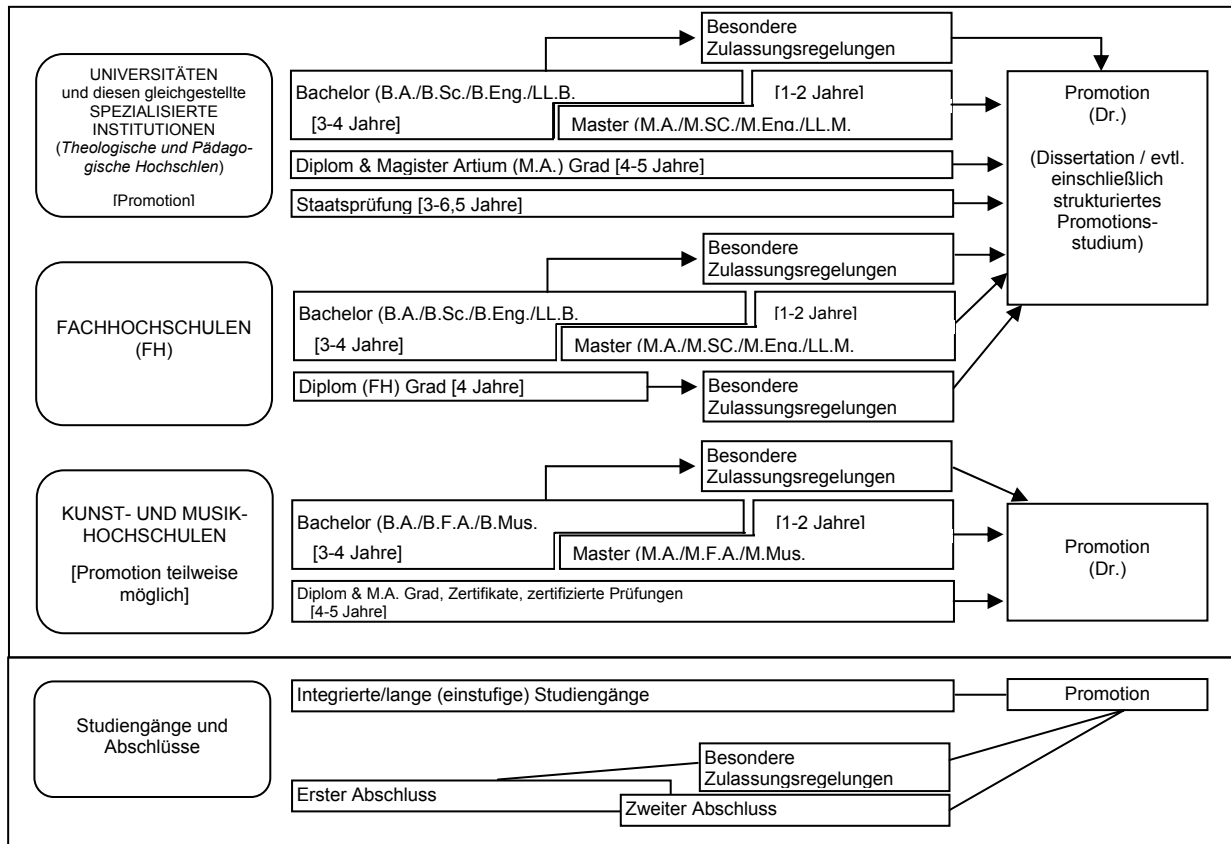 UNIVERSITÄTEN
und diesen gleichgestellte
SPEZIALISIERTE
INSTITUTIONEN
(Theologische und Pädago-
gische Hochschlen)
[Promotion]
Besondere
Zulassungsregelungen
Bachelor (B.A./B.Sc./B.Eng./LL.B.
[3-4 Jahre]
[1-2 Jahre]
Master (M.A./M.SC./M.Eng./LL.M.
Diplom & Magister Artium (M.A.) Grad [4-5 Jahre]
Staatsprüfung [3-6,5 Jahre]
Promotion
(Dr.)
(Dissertation / evtl.
einschließlich
strukturiertes
Promotions-
studium)
FACHHOCHSCHULEN
(FH)
Besondere
Zulassungsregelungen
Bachelor (B.A./B.Sc./B.Eng./LL.B.
[3-4 Jahre]
[1-2 Jahre]
Master (M.A./M.SC./M.Eng./LL.M.
Diplom (FH) Grad [4 Jahre]
Besondere
Zulassungsregelungen
KUNST- UND MUSIK-
HOCHSCHULEN
[Promotion teilweise
möglich]
Besondere
Zulassungsregelungen
Bachelor (B.A./B.F.A./B.Mus.
[3-4 Jahre]
[1-2 Jahre]
Master (M.A./M.F.A./M.Mus.
Diplom & M.A. Grad, Zertifikate, zertifizierte Prüfungen
[4-5 Jahre]
Promotion
(Dr.)
Studiengänge und
Abschlüsse
Integrierte/lange (einstufige) Studiengänge
Promotion
Besondere
Zulassungsregelungen
Erster Abschluss
Zweiter Abschluss